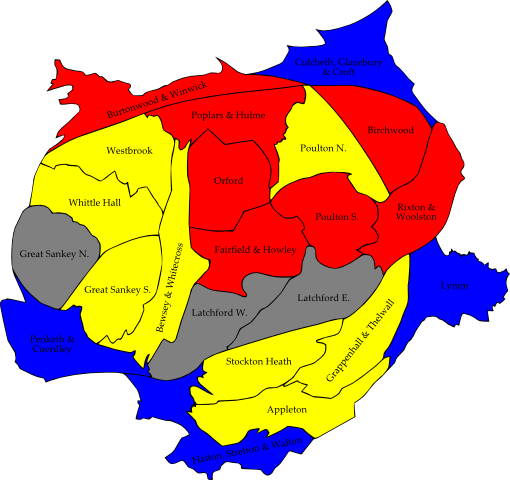 Culcheth, Glazebury
& Croft
Burtonwood & Winwick
Poplars & Hulme
Birchwood
Westbrook
Poulton N.
Orford
Whittle Hall
Rixton &
Woolston
Poulton S.
Great Sankey N.
Fairfield & Howley
Bewsey & Whitecross
Great Sankey S.
Lymm
Latchford E.
Latchford W.
Penketh &
Cuerdley
Grappenhall & Thelwall
Stockton Heath
Appleton
Hatton, Stretton & Walton